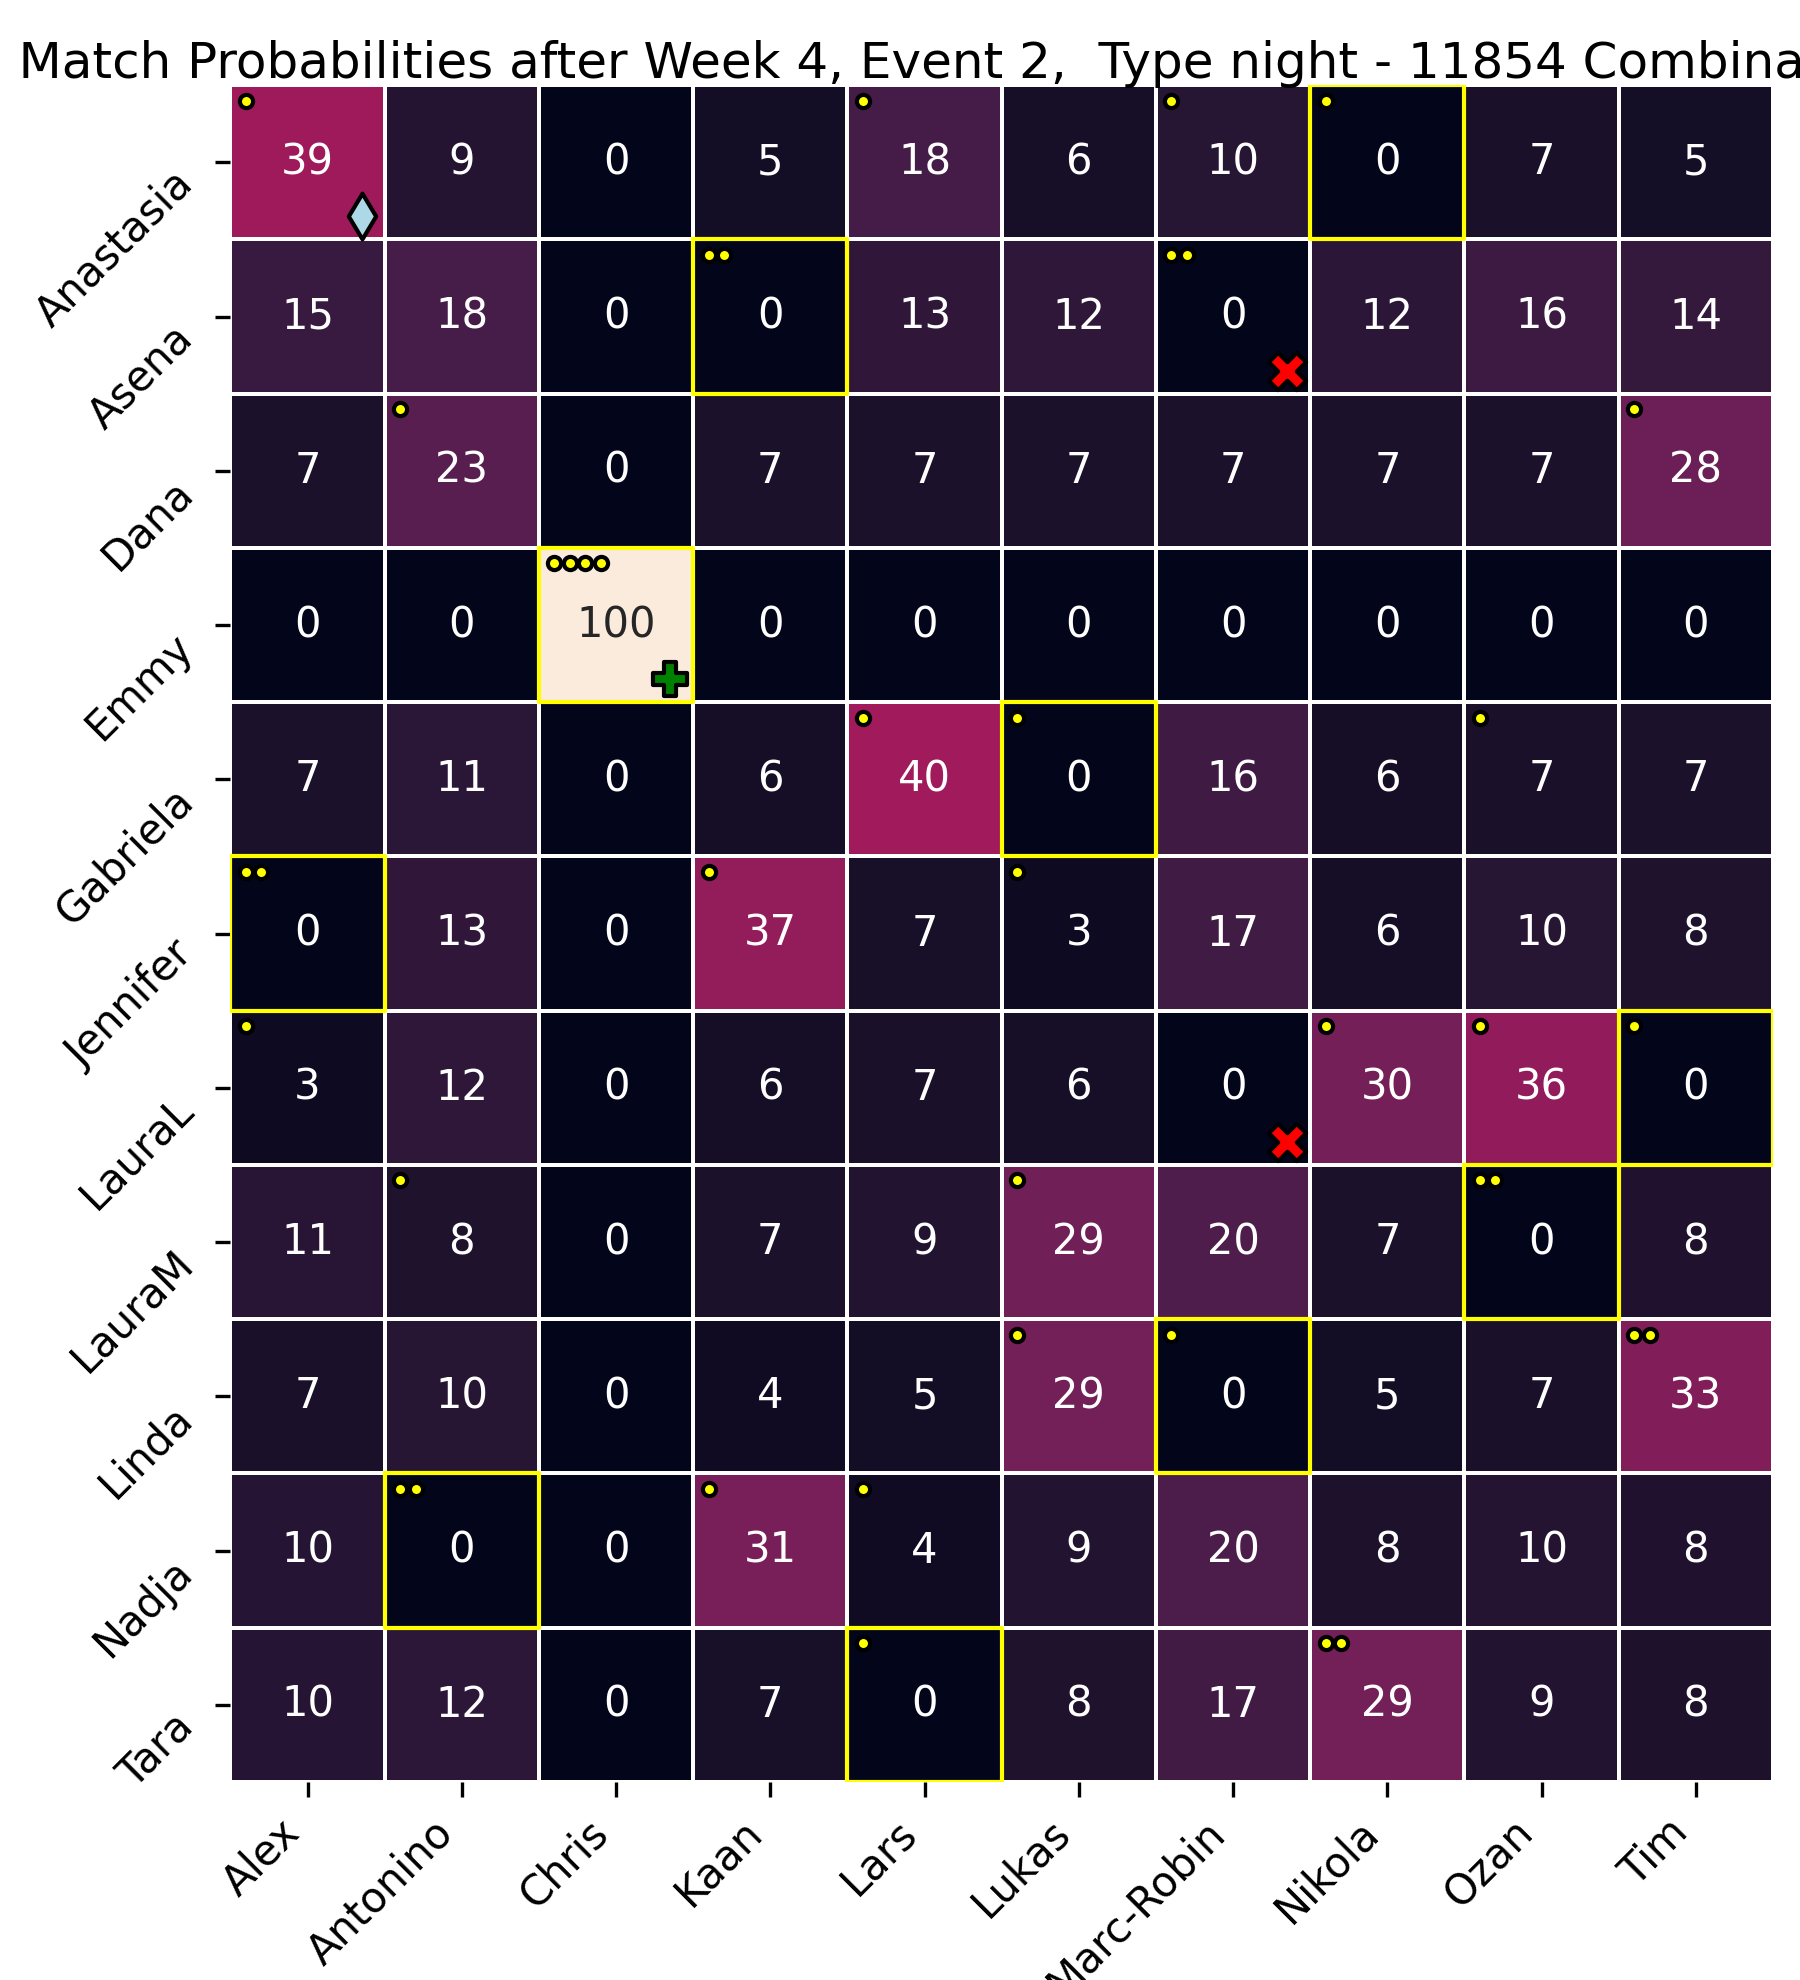 Match Probabilities after Week 4, Event 2, Type night - 11854 Combina
Anastasia 39 9 0 5 18 6 10 0 7 5
Asena 15 18 0 0 13 12 0 12 16 14
Dana 7 23 0 7 7 7 7 7 7 28
Emmy 0 0 100 0 0 0 0 0 0 0
Gabriela 7 11 0 6 40 0 16 6 7 7
Jennifer 0 13 0 37 7 3 17 6 10 8
LauraL 3 12 0 6 7 6 0 30 36 0
LauraM 11 8 0 7 9 29 20 7 0 8
Linda 7 10 0 4 5 29 0 5 7 33
Nadja 10 0 0 31 4 9 20 8 10 8
Tara 10 12 0 7 0 8 17 29 9 8
Alex Antonino Chris Kaan Lars Lukas Marc-Robin Nikola Ozan Tim